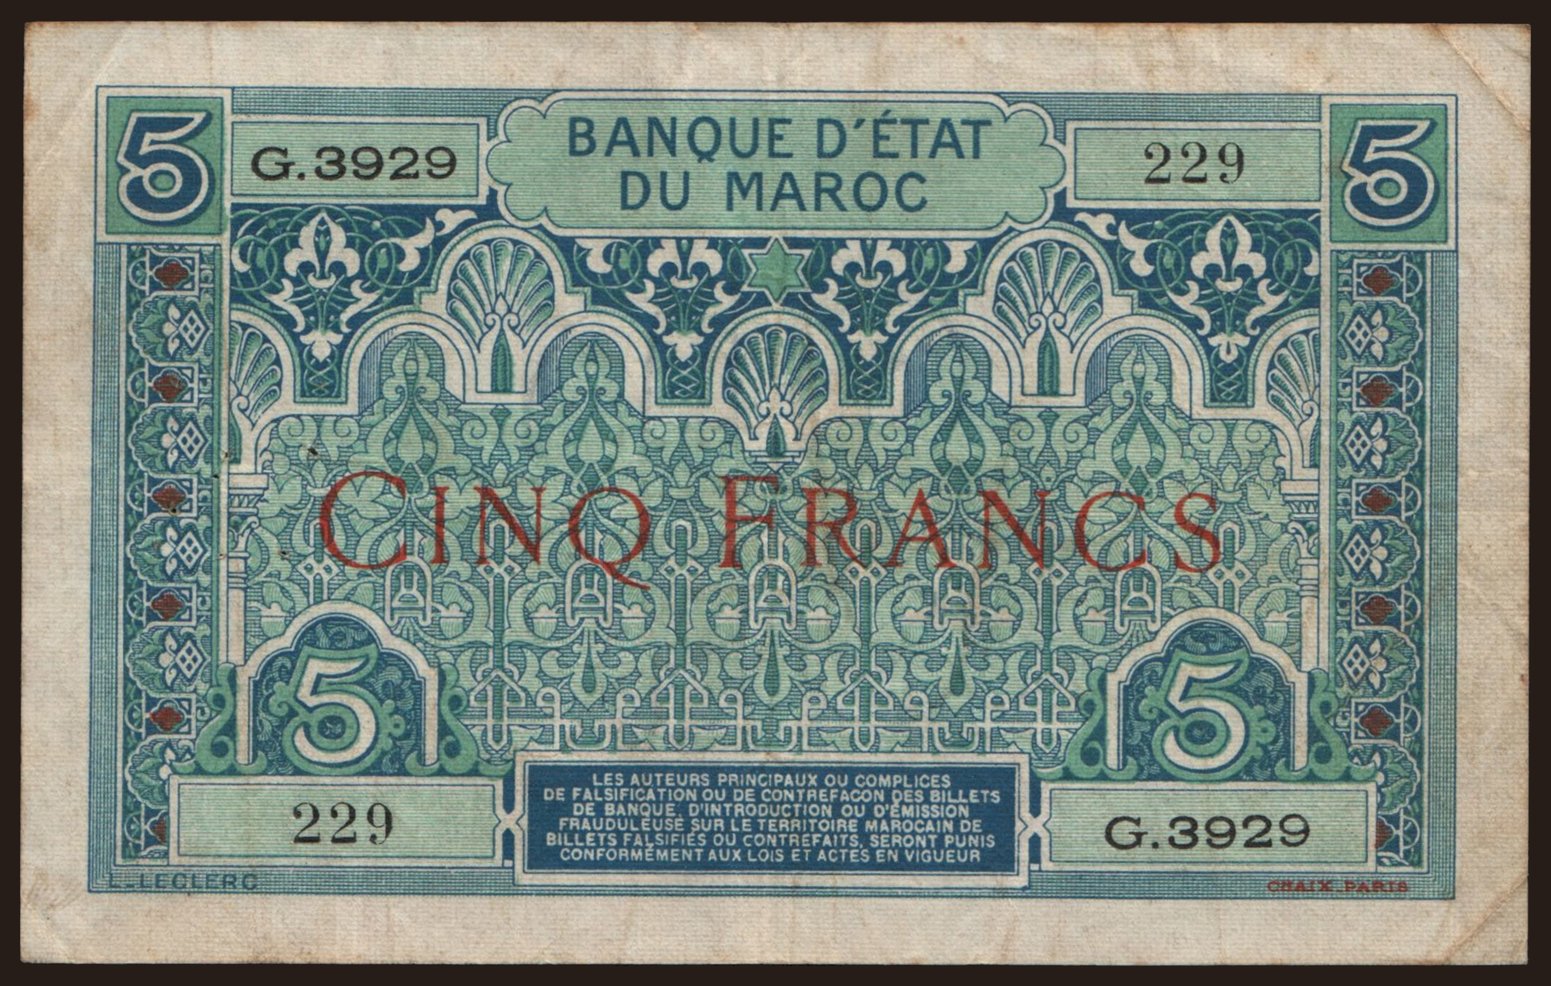 5
G.3929
BANQUE D'ÉTAT
DU MAROC
229
5
CINQ FRANCS
5
5
229
LES AUTEURS PRINCIPAUX OU COMPLICES
DE FALSIFICATION OU DE CONTREFACON DES BILLETS
DE BANQUE, D'INTRODUCTION OU D'ÉMISSION
FRAUDULEUSE SUR LE TERRITOIRE MAROCAIN DE
BILLETS FALSIFIÉS OU CONTREFAITS, SERONT PUNIS
CONFORMÉMENT AUX LOIS ET ACTES EN VIGUEUR
G.3929
L-LECLERC
CHAIX.PARIS